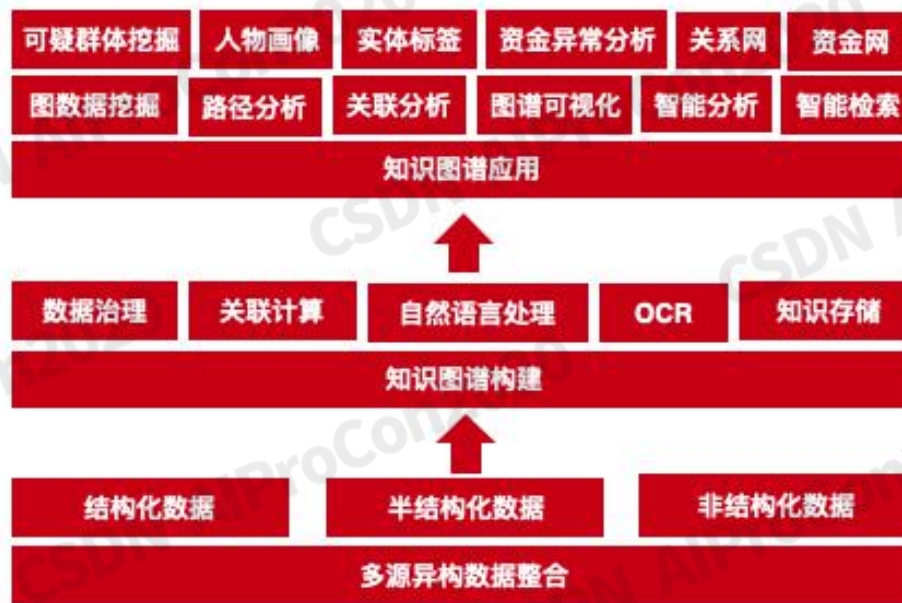 可疑群体挖掘 人物画像 实体标签 资金异常分析 关系网 资金网
图数据挖掘 路径分析 关联分析 图谱可视化 智能分析 智能检索
知识图谱应用
数据治理 关联计算 自然语言处理 OCR 知识存储
知识图谱构建
结构化数据 半结构化数据 非结构化数据
多源异构数据整合
CSDN AIProCon2020